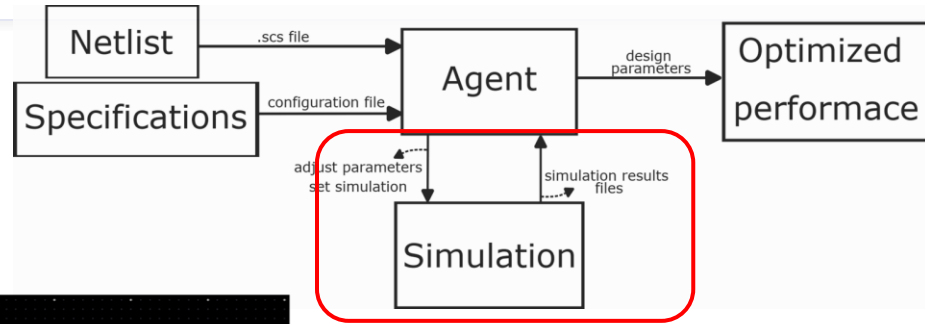 Netlist
.scs file
Specifications
configuration file
Agent
design
parameters
Optimized
performace
adjust parameters
set simulation
simulation results
files
Simulation